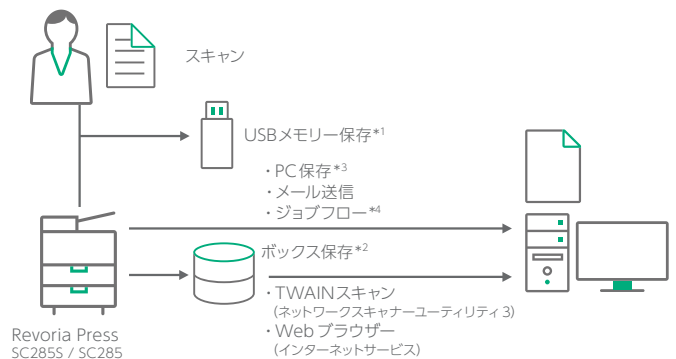 スキャン
USBメモリー保存*1
・PC保存*3
・メール送信
・ジョブフロー*4
ボックス保存*2
・TWAINスキャン
（ネットワークスキャナーユーティリティ3）
・Web ブラウザー
（インターネットサービス）
Revoria Press
SC285S / SC285